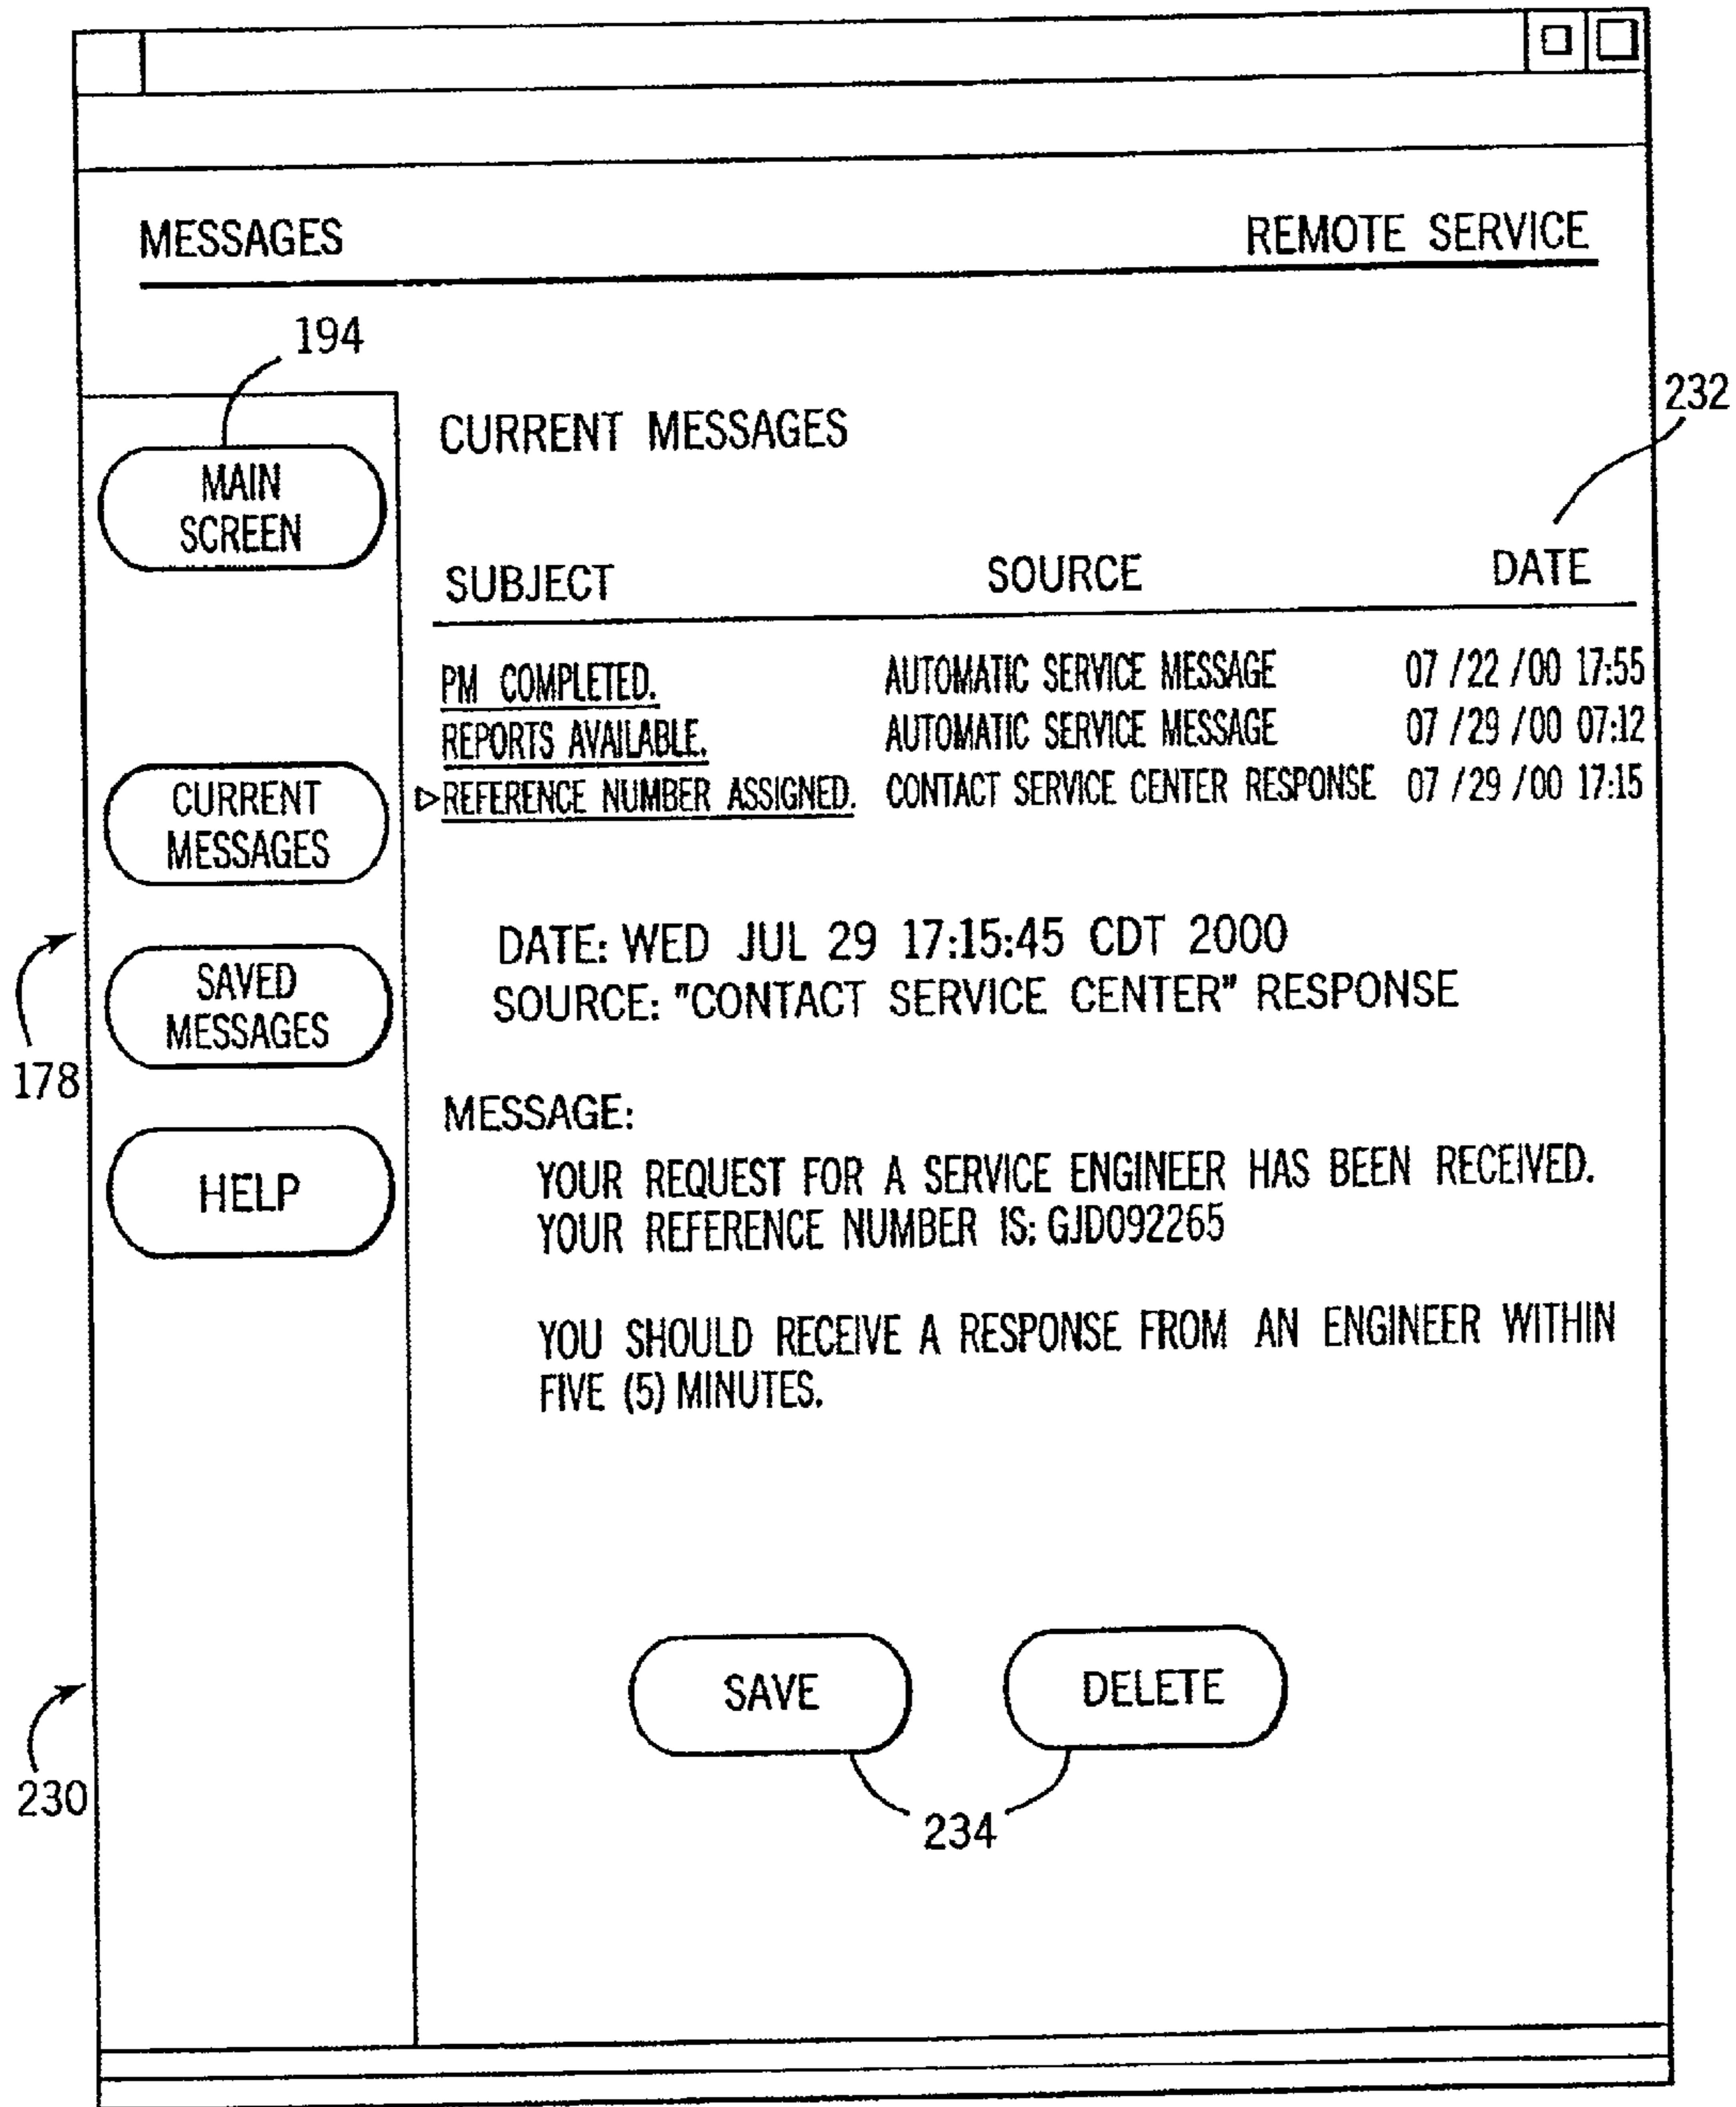 MESSAGES REMOTE SERVICE
194
232
MAIN
SCREEN
CURRENT MESSAGES
SUBJECT SOURCE DATE
PM COMPLETED. AUTOMATIC SERVICE MESSAGE 07 /22 /00 17:55
REPORTS AVAILABLE. AUTOMATIC SERVICE MESSAGE 07 /29 /00 07:12
▷REFERENCE NUMBER ASSIGNED. CONTACT SERVICE CENTER RESPONSE 07 /29 /00 17:15
CURRENT
MESSAGES
SAVED
MESSAGES
HELP
178
230
DATE: WED JUL 29 17:15:45 CDT 2000
SOURCE: "CONTACT SERVICE CENTER" RESPONSE
MESSAGE:
YOUR REQUEST FOR A SERVICE ENGINEER HAS BEEN RECEIVED.
YOUR REFERENCE NUMBER IS: GJD092265
YOU SHOULD RECEIVE A RESPONSE FROM AN ENGINEER WITHIN
FIVE (5) MINUTES.
SAVE DELETE
234